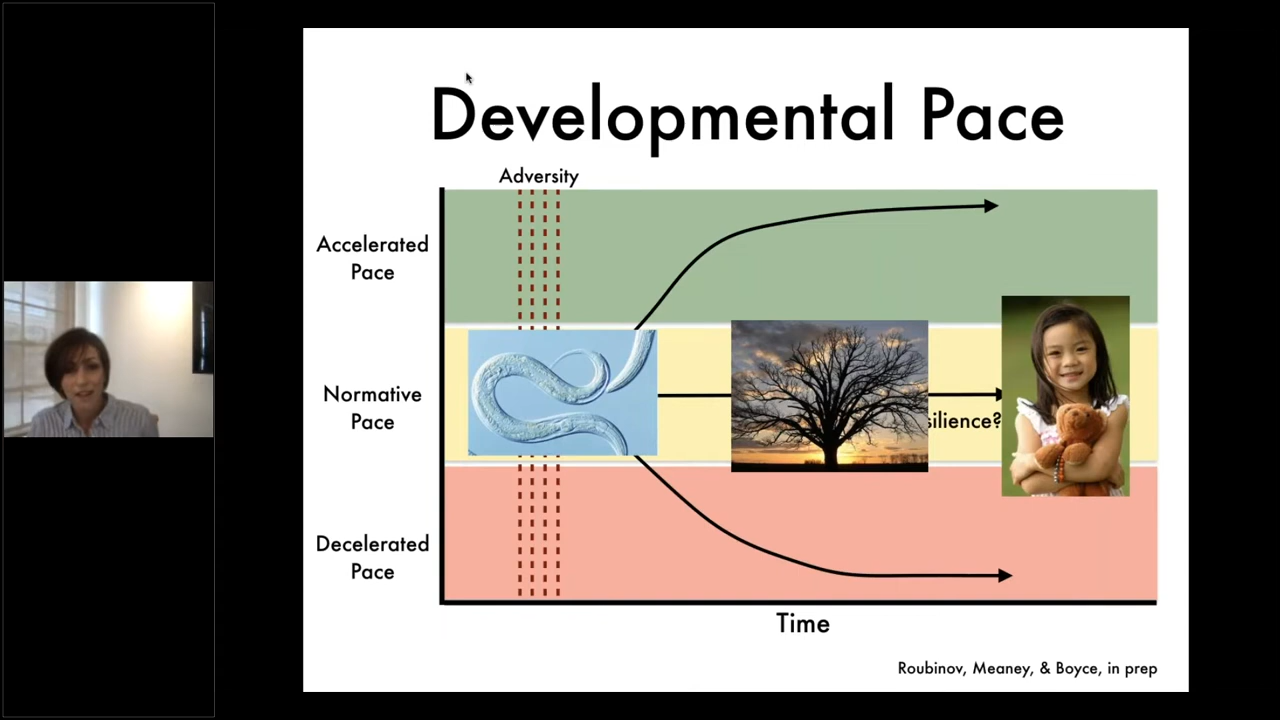 Developmental Pace
Adversity
Accelerated
Pace
Normative
Pace
silience?
Decelerated
Pace
Time
Roubinov, Meaney, & Boyce, in prep